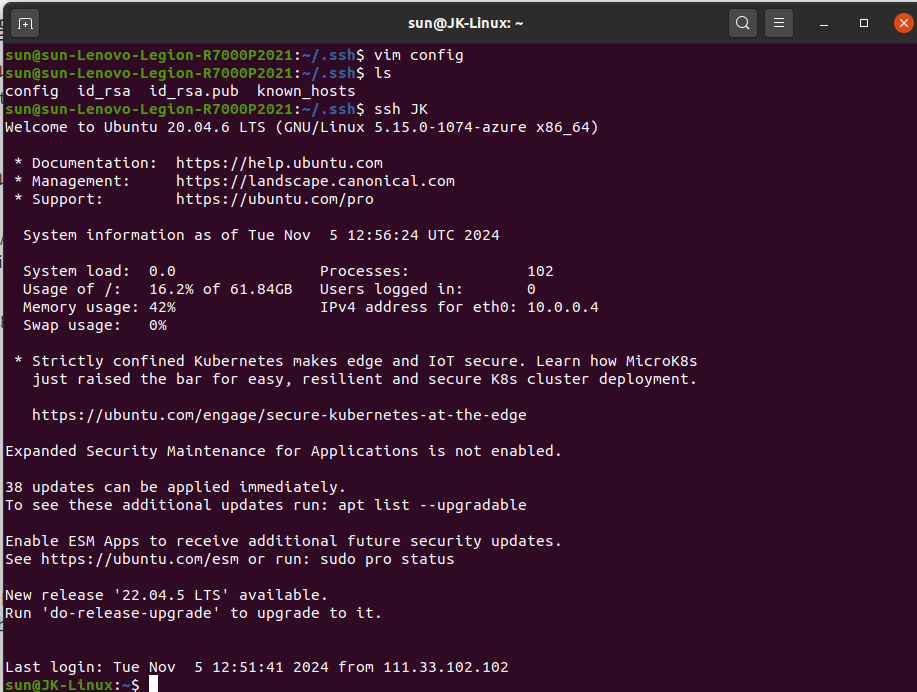 sun@JK-Linux: ~
sun@sun-Lenovo-Legion-R7000P2021:~/.ssh$ vim config
sun@sun-Lenovo-Legion-R7000P2021:~/.ssh$ ls
config  id_rsa  id_rsa.pub  known_hosts
sun@sun-Lenovo-Legion-R7000P2021:~/.ssh$ ssh JK
Welcome to Ubuntu 20.04.6 LTS (GNU/Linux 5.15.0-1074-azure x86_64)
 * Documentation:  https://help.ubuntu.com
 * Management:     https://landscape.canonical.com
 * Support:        https://ubuntu.com/pro
  System information as of Tue Nov  5 12:56:24 UTC 2024
  System load:  0.0                Processes:             102
  Usage of /:   16.2% of 61.84GB   Users logged in:       0
  Memory usage: 42%                IPv4 address for eth0: 10.0.0.4
  Swap usage:   0%
 * Strictly confined Kubernetes makes edge and IoT secure. Learn how MicroK8s
   just raised the bar for easy, resilient and secure K8s cluster deployment.
   https://ubuntu.com/engage/secure-kubernetes-at-the-edge
Expanded Security Maintenance for Applications is not enabled.
38 updates can be applied immediately.
To see these additional updates run: apt list --upgradable
Enable ESM Apps to receive additional future security updates.
See https://ubuntu.com/esm or run: sudo pro status
New release '22.04.5 LTS' available.
Run 'do-release-upgrade' to upgrade to it.
Last login: Tue Nov  5 12:51:41 2024 from 111.33.102.102
sun@JK-Linux:~$